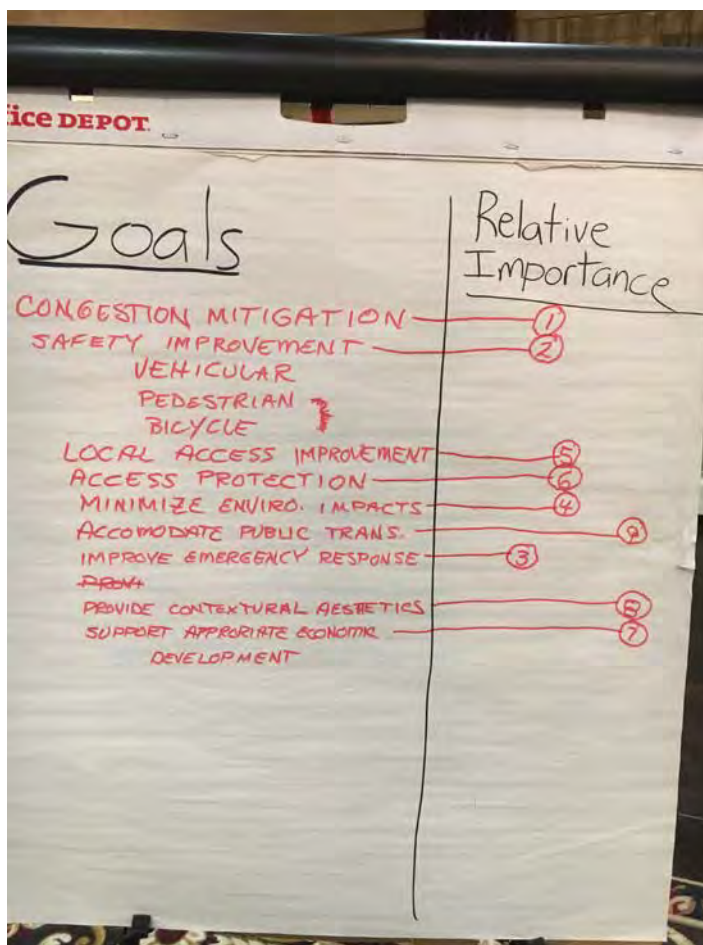 ice DEPOT.
Goals
Relative
Importance
CONGESTION MITIGATION 1
SAFETY IMPROVEMENT 2
VEHICULAR
PEDESTRIAN
BICYCLE
LOCAL ACCESS IMPROVEMENT 5
ACCESS PROTECTION 6
MINIMIZE ENVIRO. IMPACTS 4
ACCOMODATE PUBLIC TRANS. 9
IMPROVE EMERGENCY RESPONSE 3
PROV
PROVIDE CONTEXTURAL AESTHETICS 8
SUPPORT APPRORIATE ECONOMIC 7
DEVELOPMENT